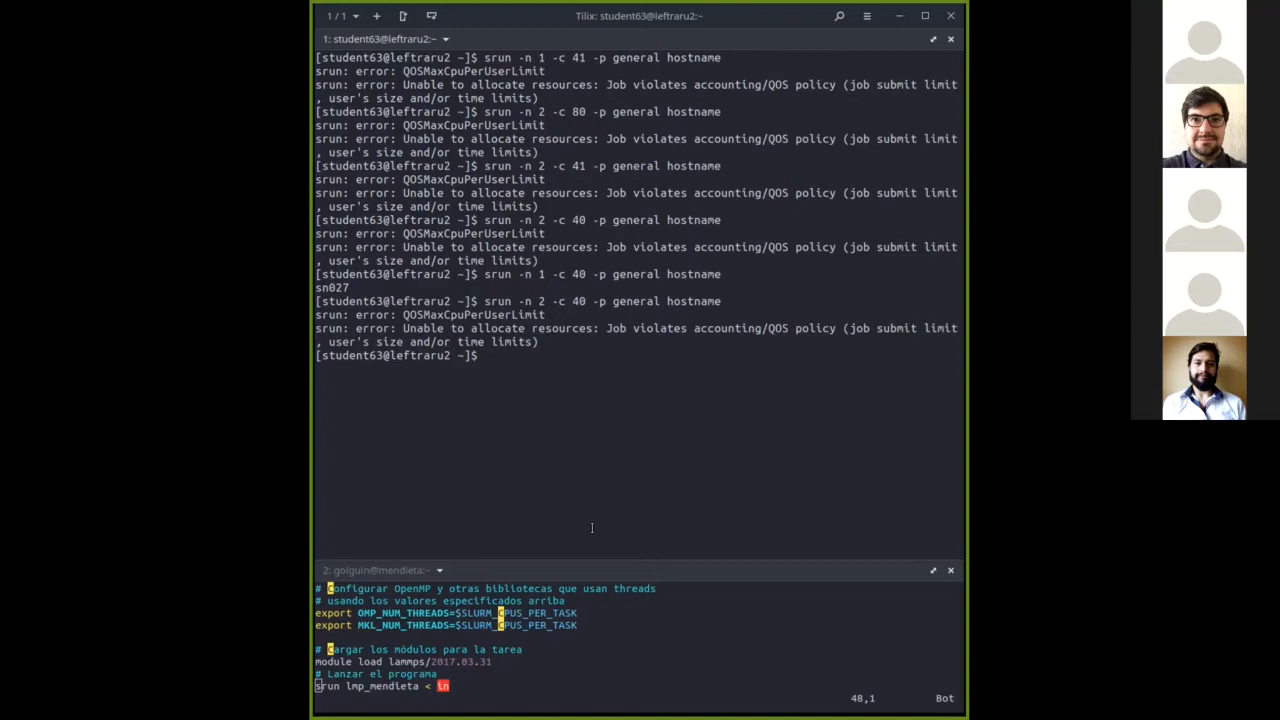 1 / 1
Tilix: student63@leftraru2:~
1: student63@leftraru2:~
[student63@leftraru2 ~]$ srun -n 1 -c 41 -p general hostname
srun: error: QOSMaxCpuPerUserLimit
srun: error: Unable to allocate resources: Job violates accounting/QOS policy (job submit limit
, user's size and/or time limits)
[student63@leftraru2 ~]$ srun -n 2 -c 80 -p general hostname
srun: error: QOSMaxCpuPerUserLimit
srun: error: Unable to allocate resources: Job violates accounting/QOS policy (job submit limit
, user's size and/or time limits)
[student63@leftraru2 ~]$ srun -n 2 -c 41 -p general hostname
srun: error: QOSMaxCpuPerUserLimit
srun: error: Unable to allocate resources: Job violates accounting/QOS policy (job submit limit
, user's size and/or time limits)
[student63@leftraru2 ~]$ srun -n 2 -c 40 -p general hostname
srun: error: QOSMaxCpuPerUserLimit
srun: error: Unable to allocate resources: Job violates accounting/QOS policy (job submit limit
, user's size and/or time limits)
[student63@leftraru2 ~]$ srun -n 1 -c 40 -p general hostname
sn027
[student63@leftraru2 ~]$ srun -n 2 -c 40 -p general hostname
srun: error: QOSMaxCpuPerUserLimit
srun: error: Unable to allocate resources: Job violates accounting/QOS policy (job submit limit
, user's size and/or time limits)
[student63@leftraru2 ~]$
2: golguin@mendieta:~
# Configurar OpenMP y otras bibliotecas que usan threads
# usando los valores especificados arriba
export OMP_NUM_THREADS=$SLURM_CPUS_PER_TASK
export MKL_NUM_THREADS=$SLURM_CPUS_PER_TASK
# Cargar los módulos para la tarea
module load lammps/2017.03.31
# Lanzar el programa
srun lmp_mendieta < in
48,1 Bot